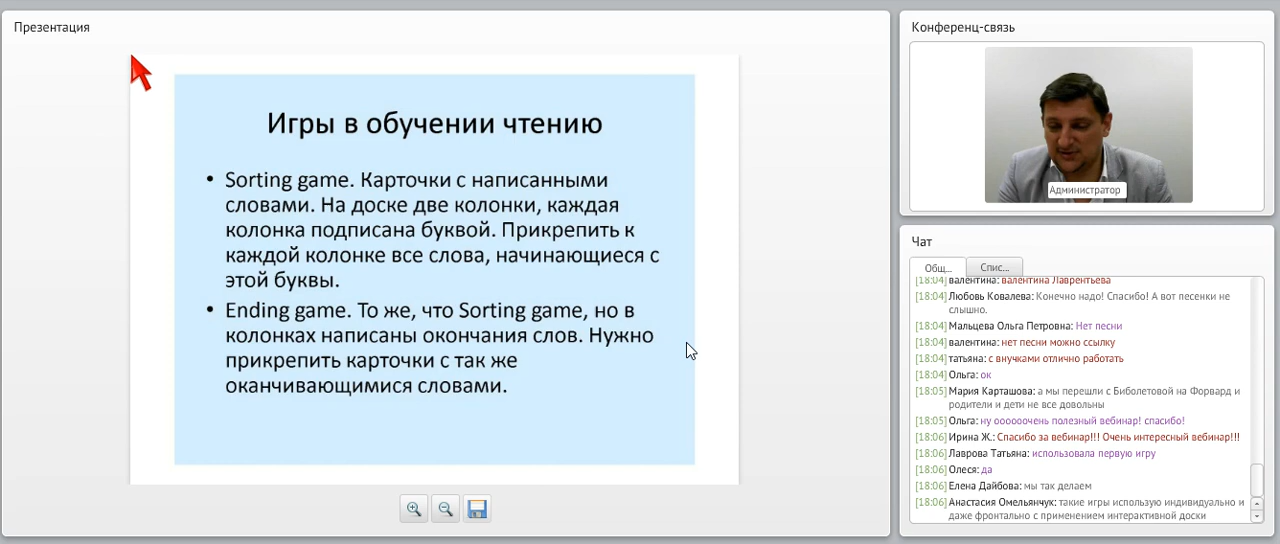 Презентация
Игры в обучении чтению
• Sorting game. Карточки с написанными
словами. На доске две колонки, каждая
колонка подписана буквой. Прикрепить к
каждой колонке все слова, начинающиеся с
этой буквы.
• Ending game. То же, что Sorting game, но в
колонках написаны окончания слов. Нужно
прикрепить карточки с так же
оканчивающимися словами.
Конференц-связь
Администратор
Чат
Общ...
Спис...
[18:04] валентина: валентина Лаврентьева
[18:04] Любовь Ковалева: Конечно надо! Спасибо! А вот песенки не
слышно.
[18:04] Мальцева Ольга Петровна: Нет песни
[18:04] валентина: нет песни можно ссылку
[18:04] татьяна: с внучками отлично работать
[18:04] Ольга: ок
[18:05] Мария Карташова: а мы перешли с Биболетовой на Форвард и
родители и дети не все довольны
[18:05] Ольга: ну оооооочень полезный вебинар! спасибо!
[18:06] Ирина Ж.: Спасибо за вебинар!!! Очень интересный вебинар!!!
[18:06] Лаврова Татьяна: использовала первую игру
[18:06] Олеся: да
[18:06] Елена Дайбова: мы так делаем
[18:06] Анастасия Омельянчук: такие игры использую индивидуально и
даже фронтально с применением интерактивной доски